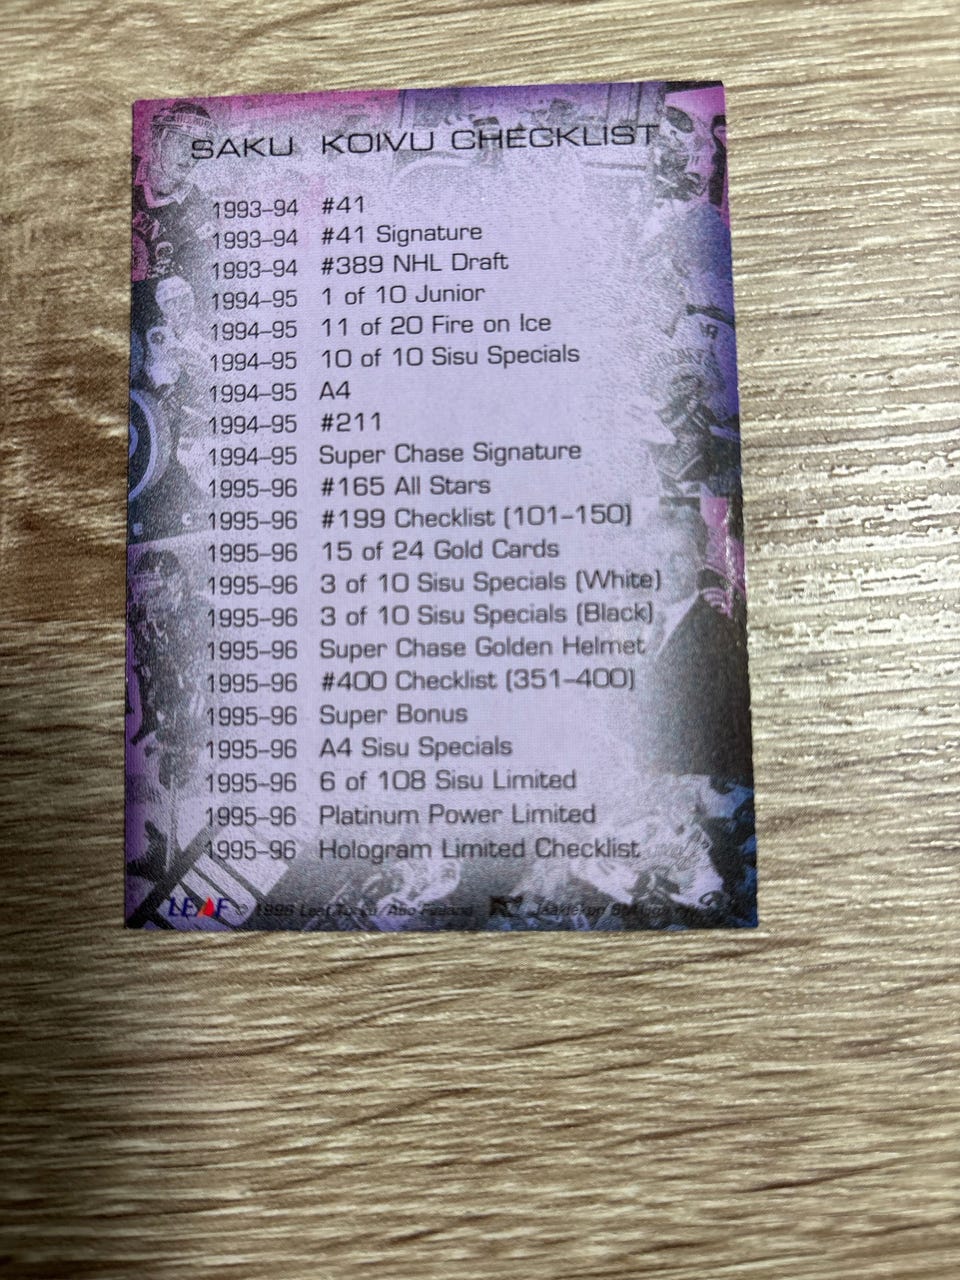 SAKU KOIVU CHECKLIST
1993–94 #41
1993–94 #41 Signature
1993–94 #389 NHL Draft
1994–95 1 of 10 Junior
1994–95 11 of 20 Fire on Ice
1994–95 10 of 10 Sisu Specials
1994–95 A4
1994–95 #211
1994–95 Super Chase Signature
1995–96 #165 All Stars
1995–96 #199 Checklist (101–150)
1995–96 15 of 24 Gold Cards
1995–96 3 of 10 Sisu Specials (White)
1995–96 3 of 10 Sisu Specials (Black)
1995–96 Super Chase Golden Helmet
1995–96 #400 Checklist (351–400)
1995–96 Super Bonus
1995–96 A4 Sisu Specials
1995–96 6 of 108 Sisu Limited
1995–96 Platinum Power Limited
1995–96 Hologram Limited Checklist
LEAF © Leaf